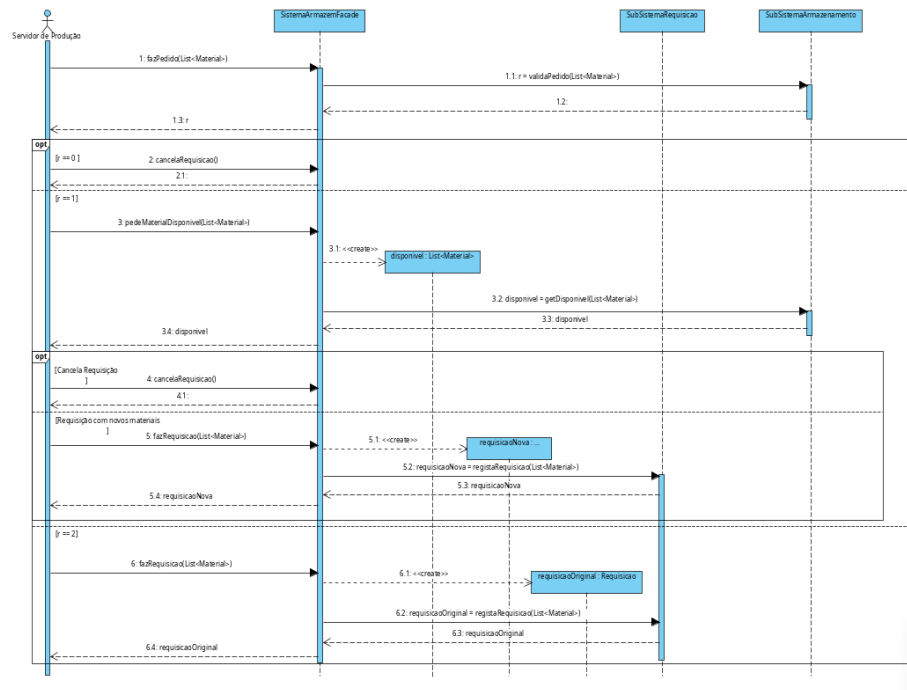 SistemaArmazemFacade
SubSistemaRequisicao
SubSistemaArmazenamento
Servidor de Produção
1: fazPedido(List<Material>)
1.1: r = validaPedido(List<Material>)
1.2:
1.3: r
opt
[r == 0 ]
2: cancelaRequisicao()
2.1:
[r == 1]
3: pedeMaterialDisponivel(List<Material>)
3.1: <<create>>
disponivel : List<Material>
3.2: disponivel = getDisponivel(List<Material>)
3.3: disponivel
3.4: disponivel
opt
[Cancela Requisição
]
4: cancelaRequisicao()
4.1:
[Requisição com novos materiais
]
5: fazRequisicao(List<Material>)
5.1: <<create>>
requisicaoNova : ...
5.2: requisicaoNova = registaRequisicao(List<Material>)
5.3: requisicaoNova
5.4: requisicaoNova
[r == 2]
6: fazRequisicao(List<Material>)
6.1: <<create>>
requisicaoOriginal : Requisicao
6.2: requisicaoOriginal = registaRequisicao(List<Material>)
6.3: requisicaoOriginal
6.4: requisicaoOriginal